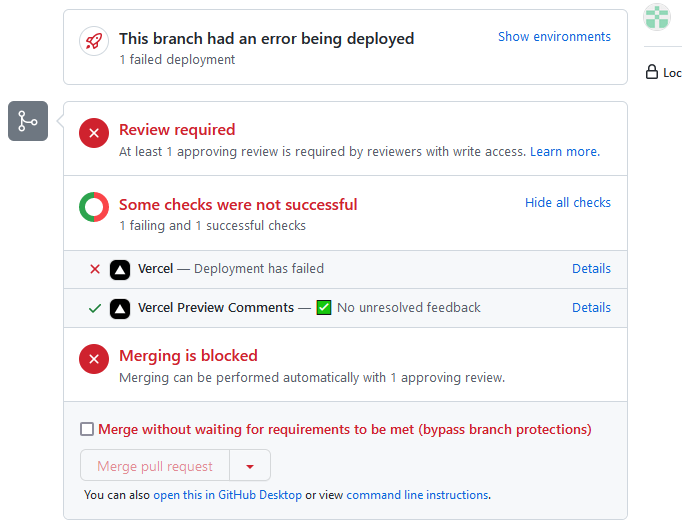 This branch had an error being deployed
Show environments
1 failed deployment
Loc
Review required
At least 1 approving review is required by reviewers with write access. Learn more.
Some checks were not successful
Hide all checks
1 failing and 1 successful checks
Vercel — Deployment has failed
Details
Vercel Preview Comments — ✅ No unresolved feedback
Details
Merging is blocked
Merging can be performed automatically with 1 approving review.
Merge without waiting for requirements to be met (bypass branch protections)
Merge pull request
You can also open this in GitHub Desktop or view command line instructions.